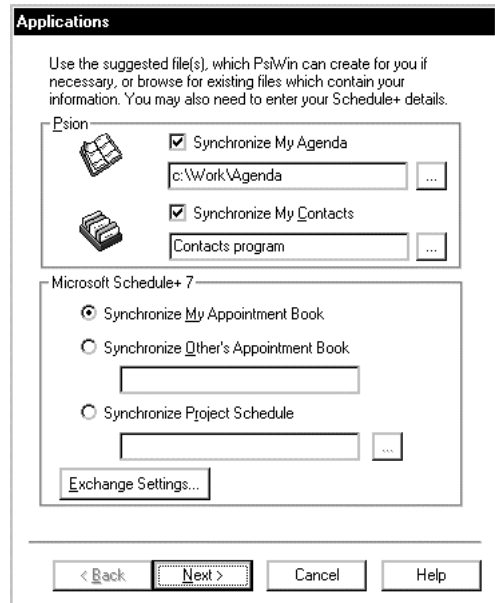 Applications
Use the suggested file(s), which PsiWin can create for you if
necessary, or browse for existing files which contain your
information. You may also need to enter your Schedule+ details.
Psion
Synchronize My Agenda
c:\Work\Agenda
...
Synchronize My Contacts
Contacts program
...
Microsoft Schedule+ 7
Synchronize My Appointment Book
Synchronize Other's Appointment Book
Synchronize Project Schedule
...
Exchange Settings...
< Back Next > Cancel Help